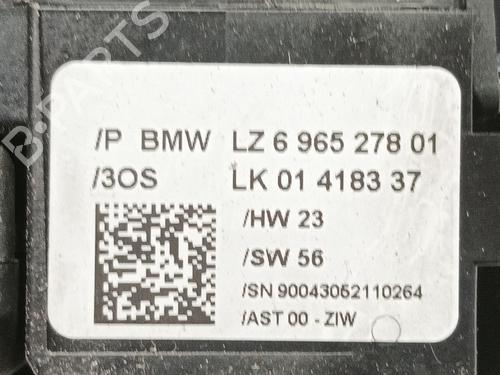 /P BMW LZ 6 965 278 01
/3OS LK 01 4183 37
/HW 23
/SW 56
/SN 90043052110264
/AST 00 - ZIW
B-PARTS